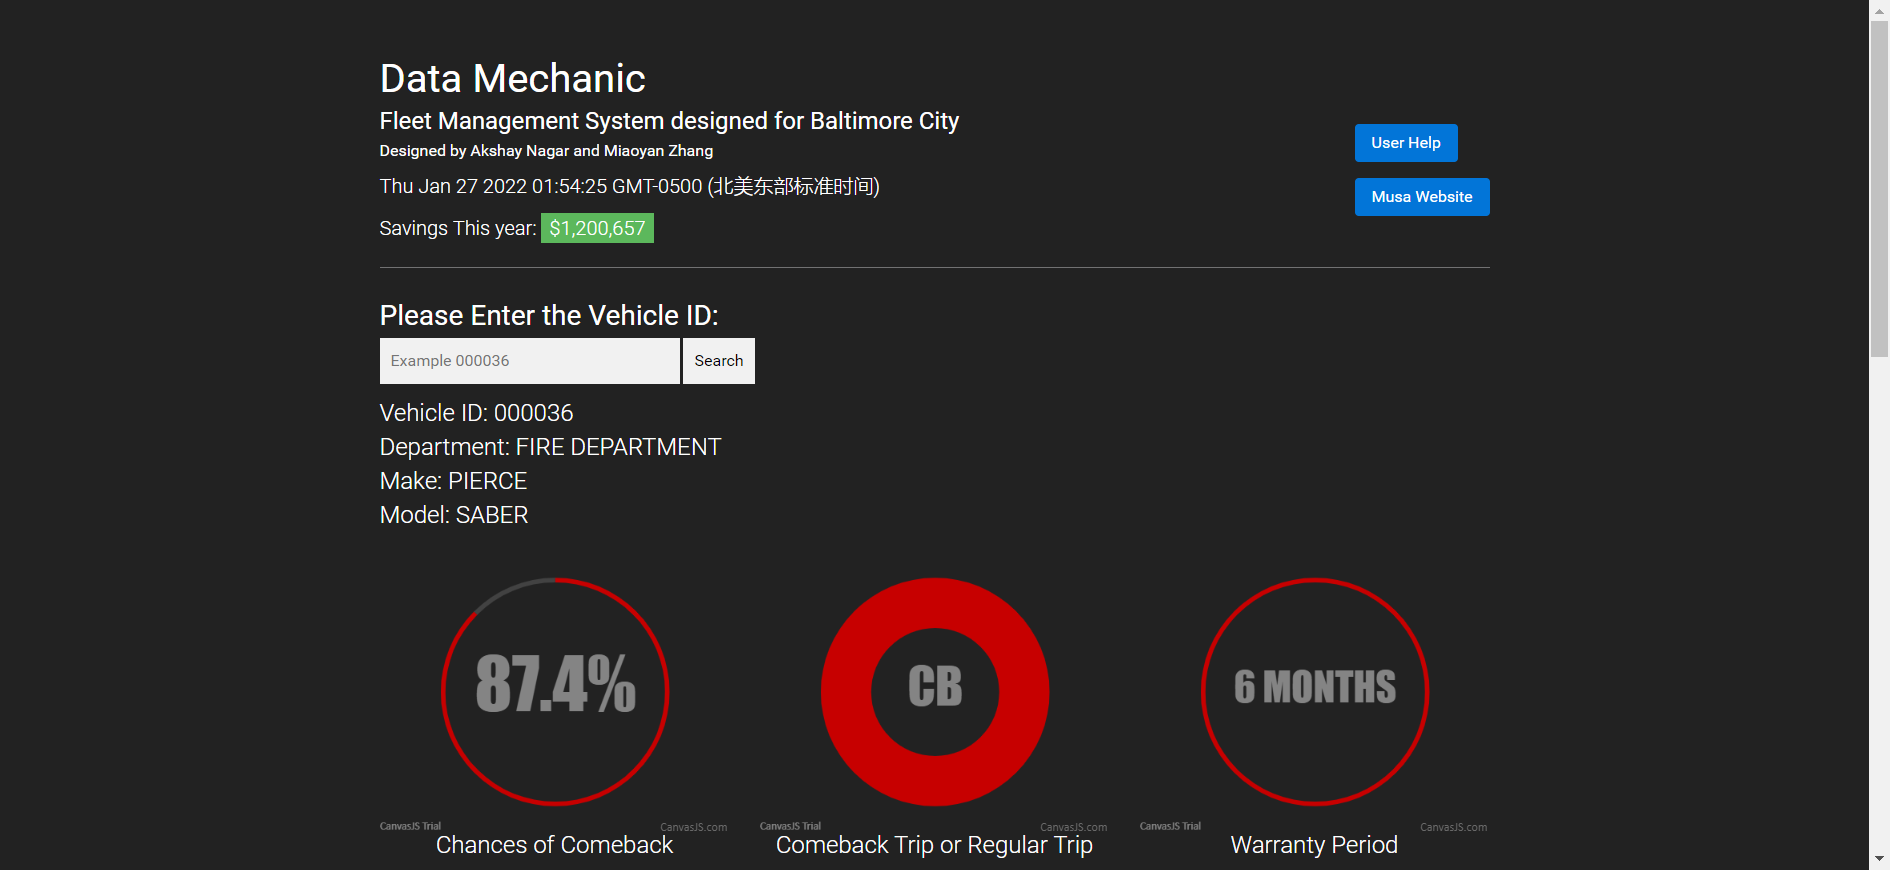 Data Mechanic
Fleet Management System designed for Baltimore City
Designed by Akshay Nagar and Miaoyan Zhang
Thu Jan 27 2022 01:54:25 GMT-0500 (北美东部标准时间)
Savings This year: $1,200,657
User Help
Musa Website
Please Enter the Vehicle ID:
Example 000036
Search
Vehicle ID: 000036
Department: FIRE DEPARTMENT
Make: PIERCE
Model: SABER
87.4%
CanvasJS Trial
CanvasJS.com
Chances of Comeback
CB
CanvasJS Trial
CanvasJS.com
Comeback Trip or Regular Trip
6 MONTHS
CanvasJS Trial
CanvasJS.com
Warranty Period